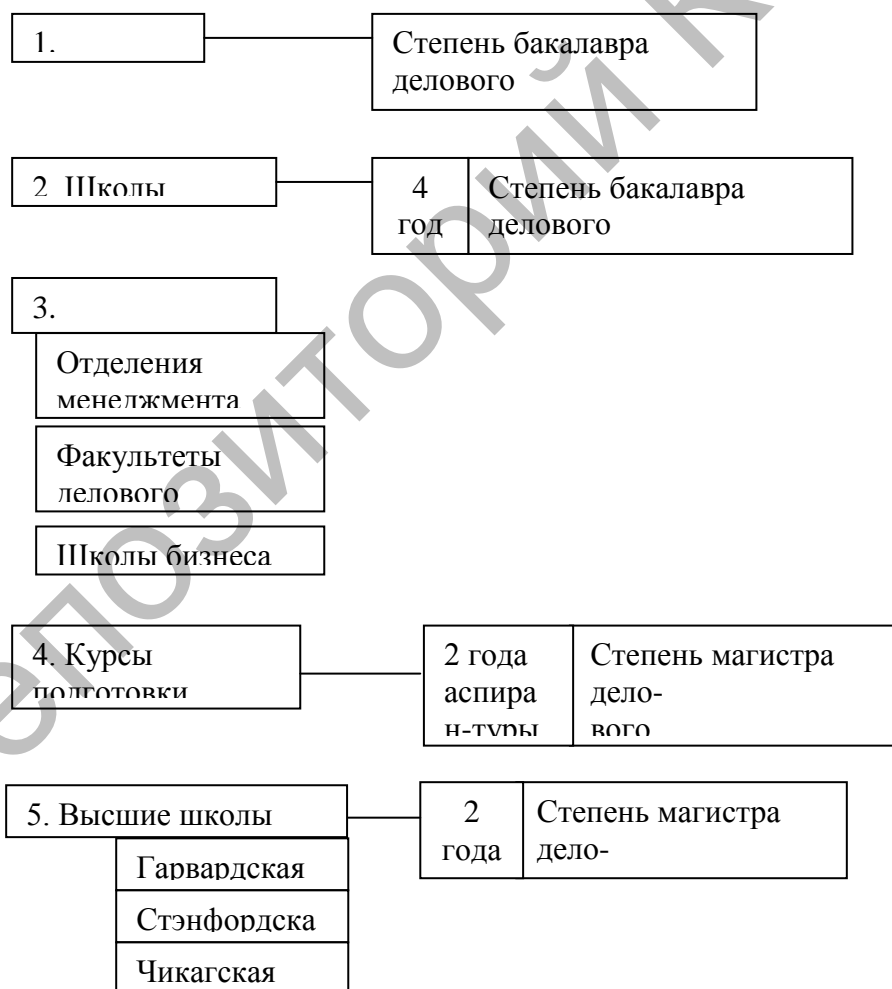 1.
Степень бакалавра
делового
2 Школы
4
год
Степень бакалавра
делового
3.
Отделения
менеджмента
Факультеты
делового
Школы бизнеса
4. Курсы
подготовки
2 года
аспира
н-туры
Степень магистра
дело-
вого
5. Высшие школы
2
года
Степень магистра
дело-
Гарвардская
Стэнфордска
Чикагская
епозиторий К